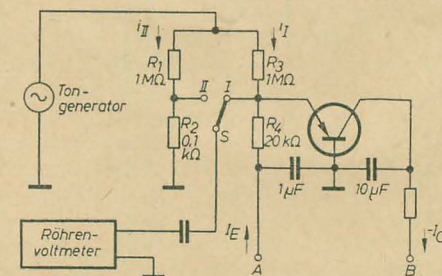 i_II
i_I
R1
1MΩ
R3
1MΩ
Ton-
generator
II
I
R2
0,1
kΩ
S
R4
20 kΩ
1µF
10µF
Röhren-
voltmeter
I_E
-I_C
A
B